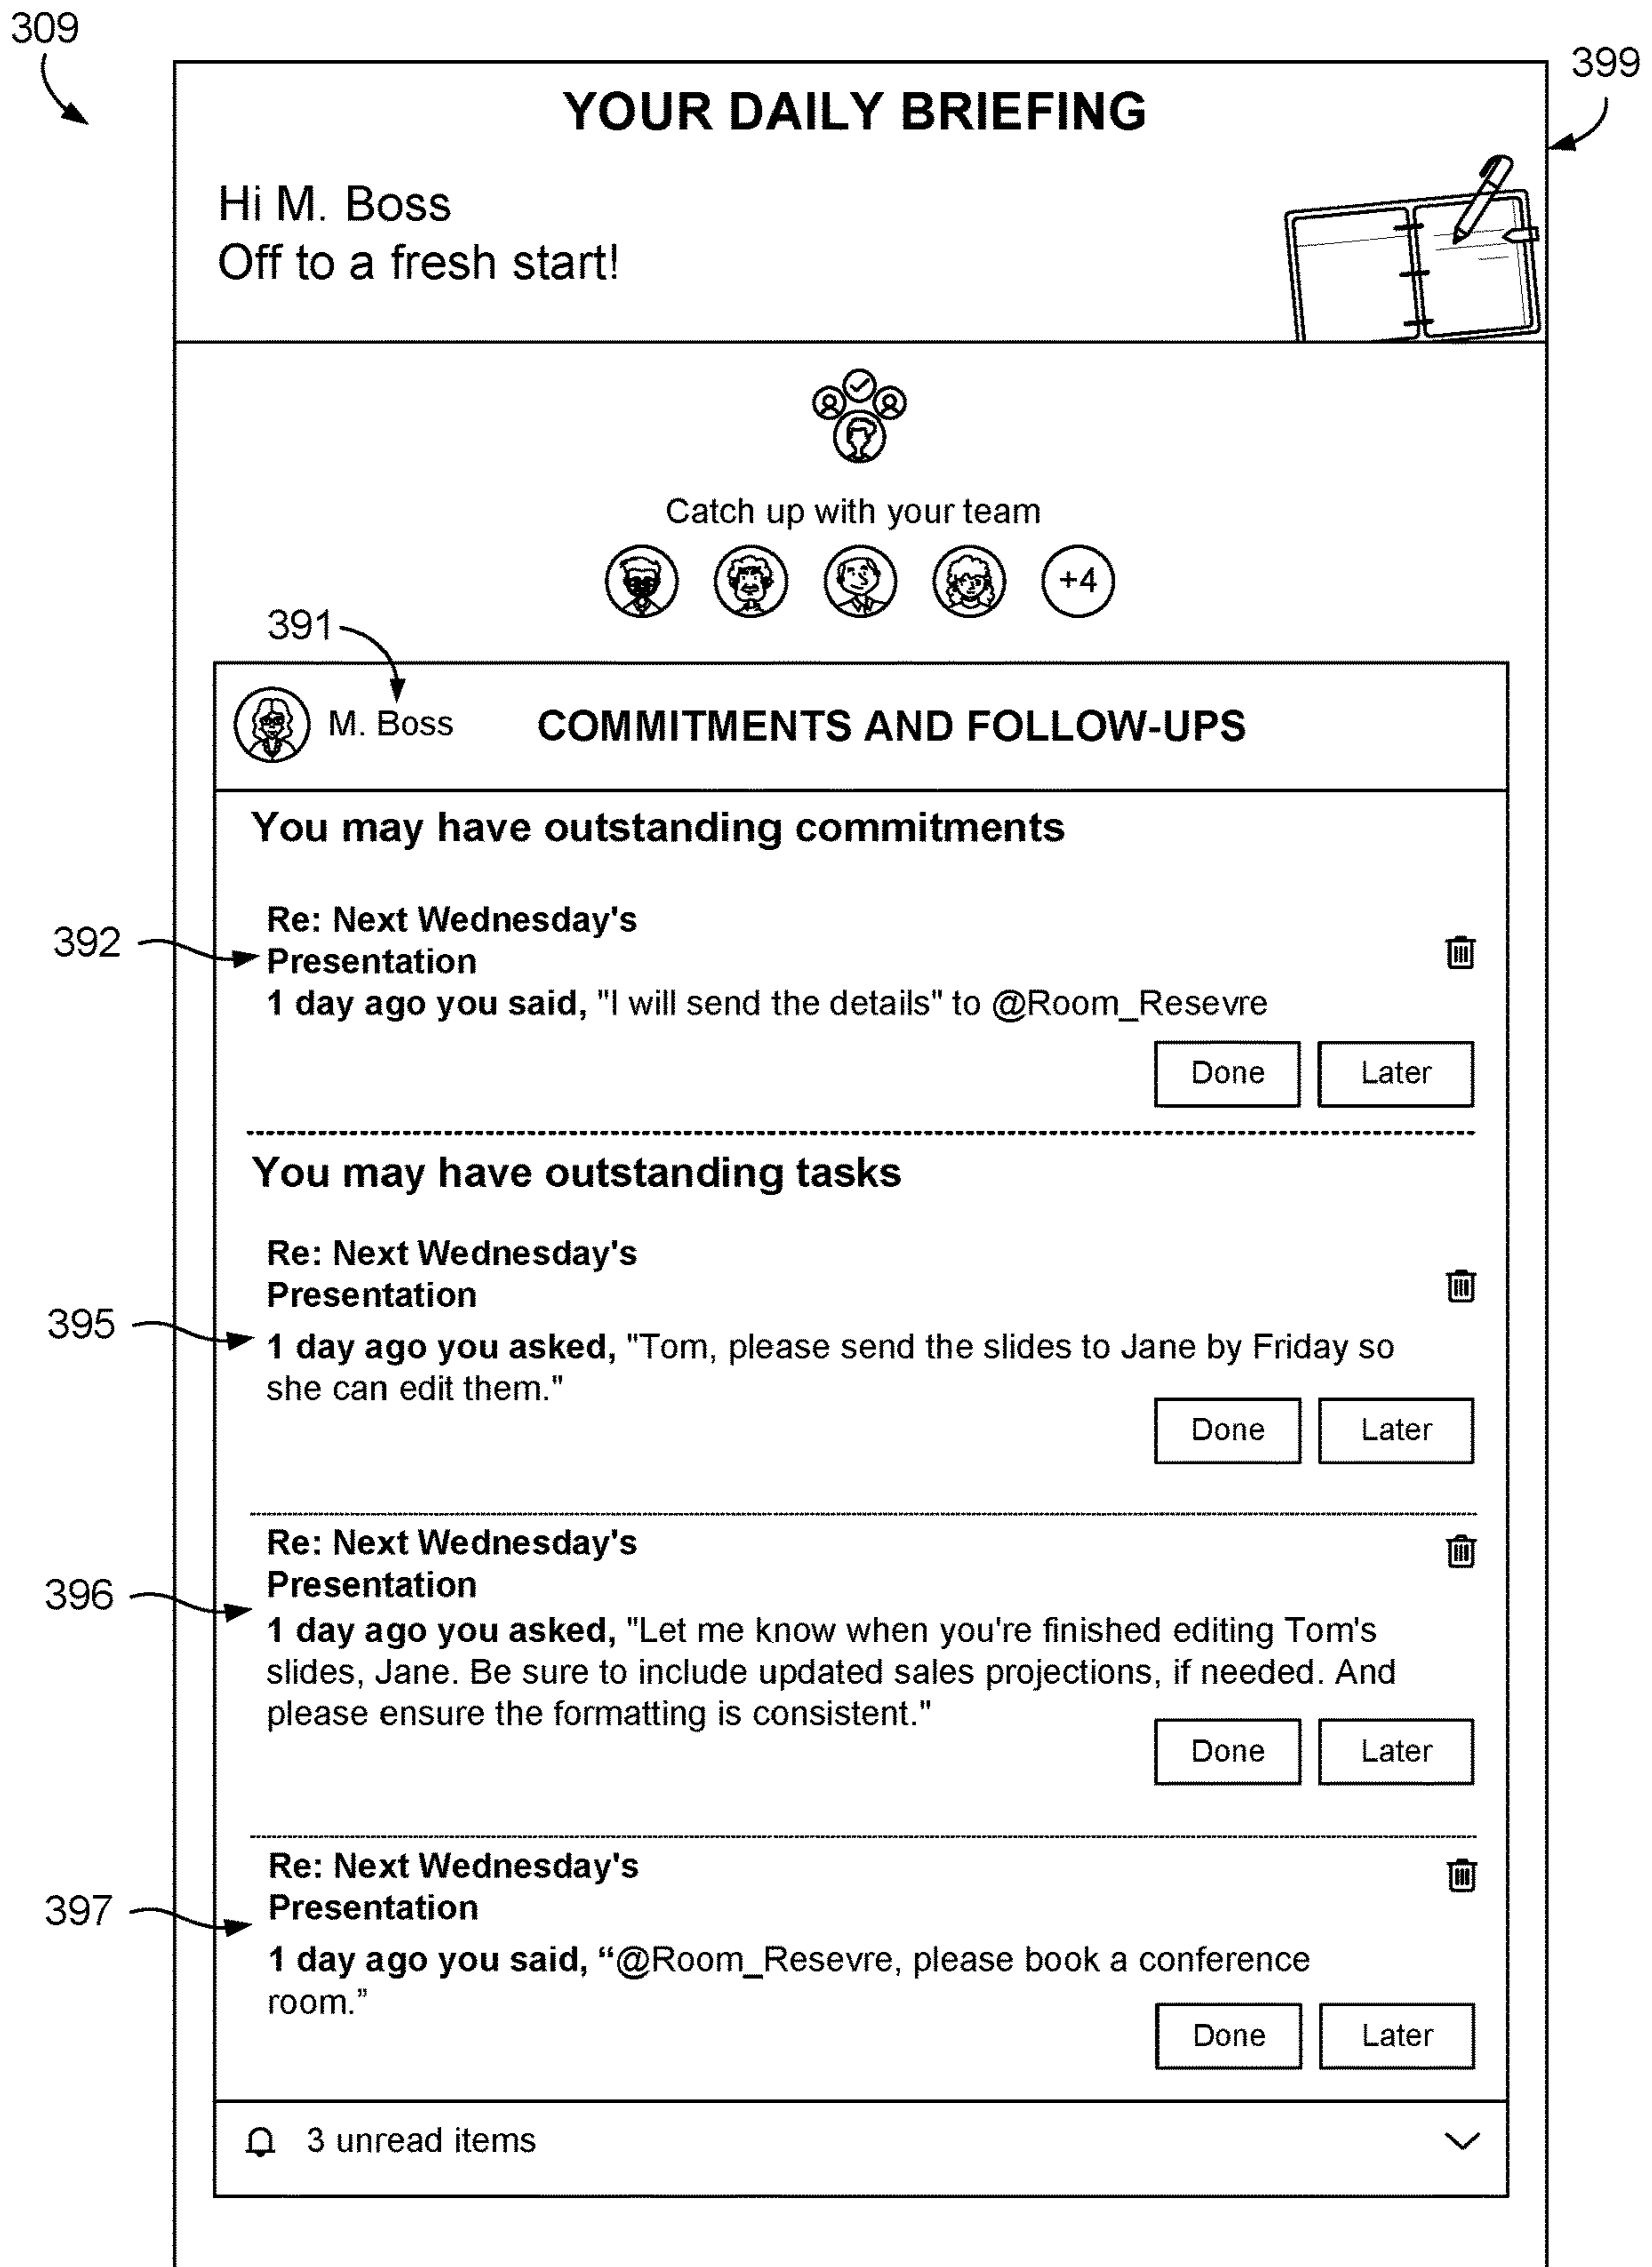 309
399
YOUR DAILY BRIEFING
Hi M. Boss
Off to a fresh start!
Catch up with your team
+4
391
M. Boss
COMMITMENTS AND FOLLOW-UPS
You may have outstanding commitments
392
Re: Next Wednesday's
Presentation
1 day ago you said, "I will send the details" to @Room_Resevre
Done
Later
You may have outstanding tasks
Re: Next Wednesday's
Presentation
395
1 day ago you asked, "Tom, please send the slides to Jane by Friday so
she can edit them."
Done
Later
Re: Next Wednesday's
Presentation
396
1 day ago you asked, "Let me know when you're finished editing Tom's
slides, Jane. Be sure to include updated sales projections, if needed. And
please ensure the formatting is consistent."
Done
Later
Re: Next Wednesday's
Presentation
397
1 day ago you said, “@Room_Resevre, please book a conference
room.”
Done
Later
3 unread items